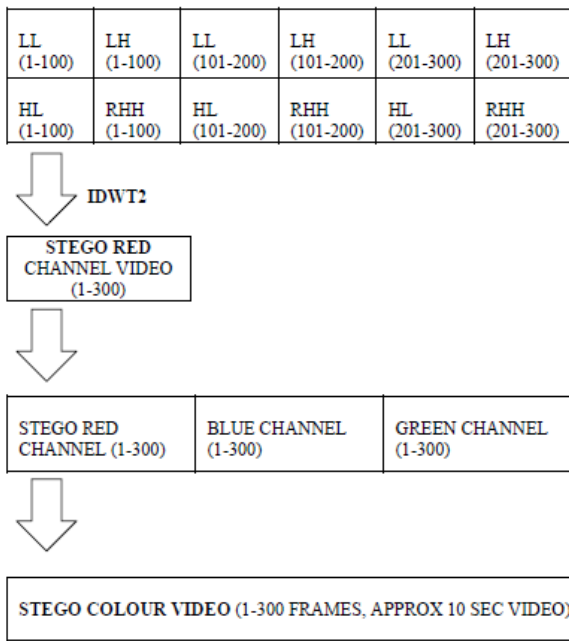 LL LH LL LH LL LH
(1-100) (1-100) (101-200) (101-200) (201-300) (201-300)
HL RHH HL RHH HL RHH
(1-100) (1-100) (101-200) (101-200) (201-300) (201-300)
IDWT2
STEGO RED
CHANNEL VIDEO
(1-300)
STEGO RED BLUE CHANNEL GREEN CHANNEL
CHANNEL (1-300) (1-300) (1-300)
STEGO COLOUR VIDEO (1-300 FRAMES, APPROX 10 SEC VIDEO)